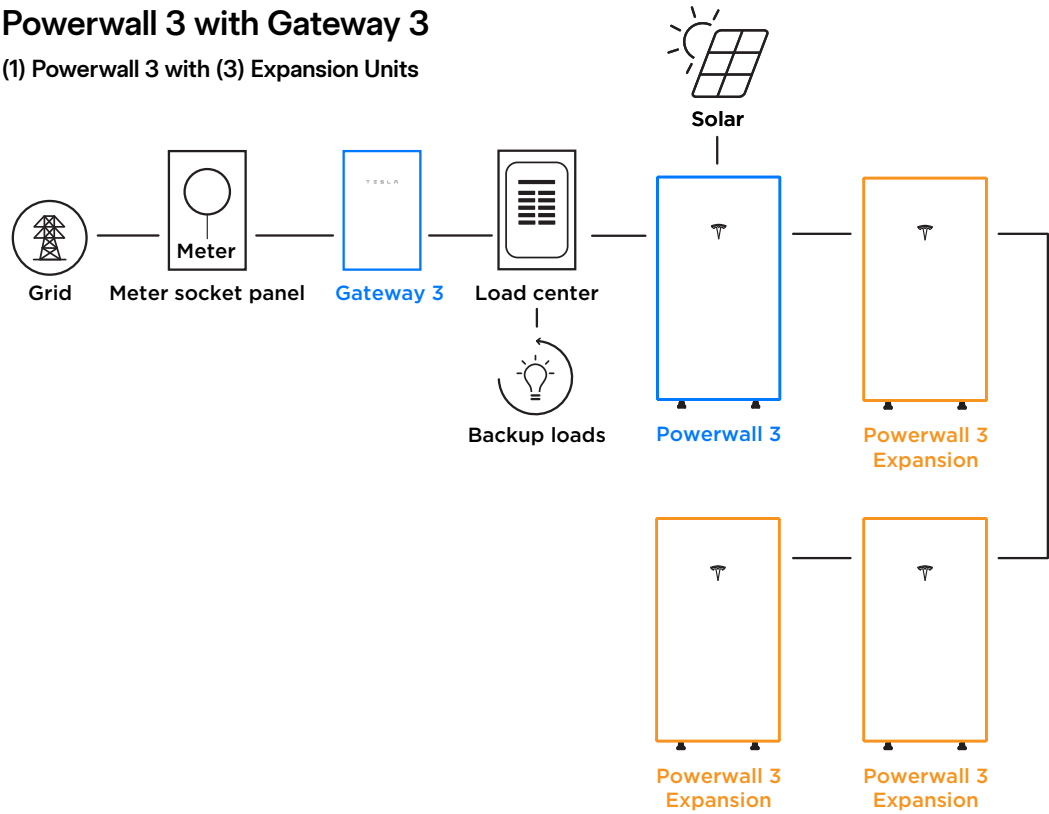 Powerwall 3 with Gateway 3
(1) Powerwall 3 with (3) Expansion Units
Solar
TESLA
Meter
Grid
Meter socket panel
Gateway 3
Load center
Backup loads
Powerwall 3
Powerwall 3
Expansion
Powerwall 3
Expansion
Powerwall 3
Expansion